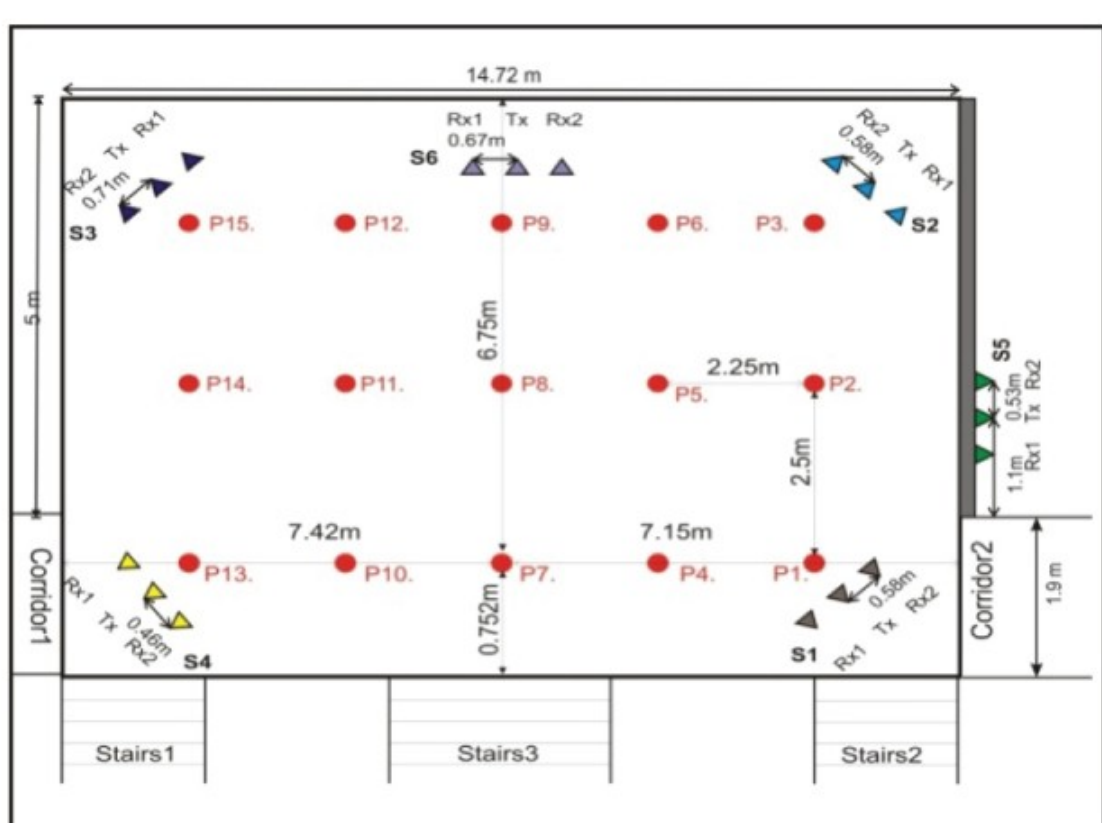 14.72 m
Rx2 Tx Rx1
0.71m
S3
Rx1 Tx Rx2
0.67m
S6
Rx2 Tx Rx1
0.58m
S2
P15.
P12.
P9.
P6.
P3.
5 m
6.75m
S5
Rx1 Tx Rx2
1.1m
0.53m
2.25m
P14.
P11.
P8.
P5.
P2.
2.5m
7.42m
7.15m
Corridor1
P13.
P10.
P7.
P4.
P1.
Corridor2
1.9 m
Rx1 Tx Rx2
0.46m
S4
0.752m
0.58m
Rx1 Tx Rx2
S1
Stairs1
Stairs3
Stairs2